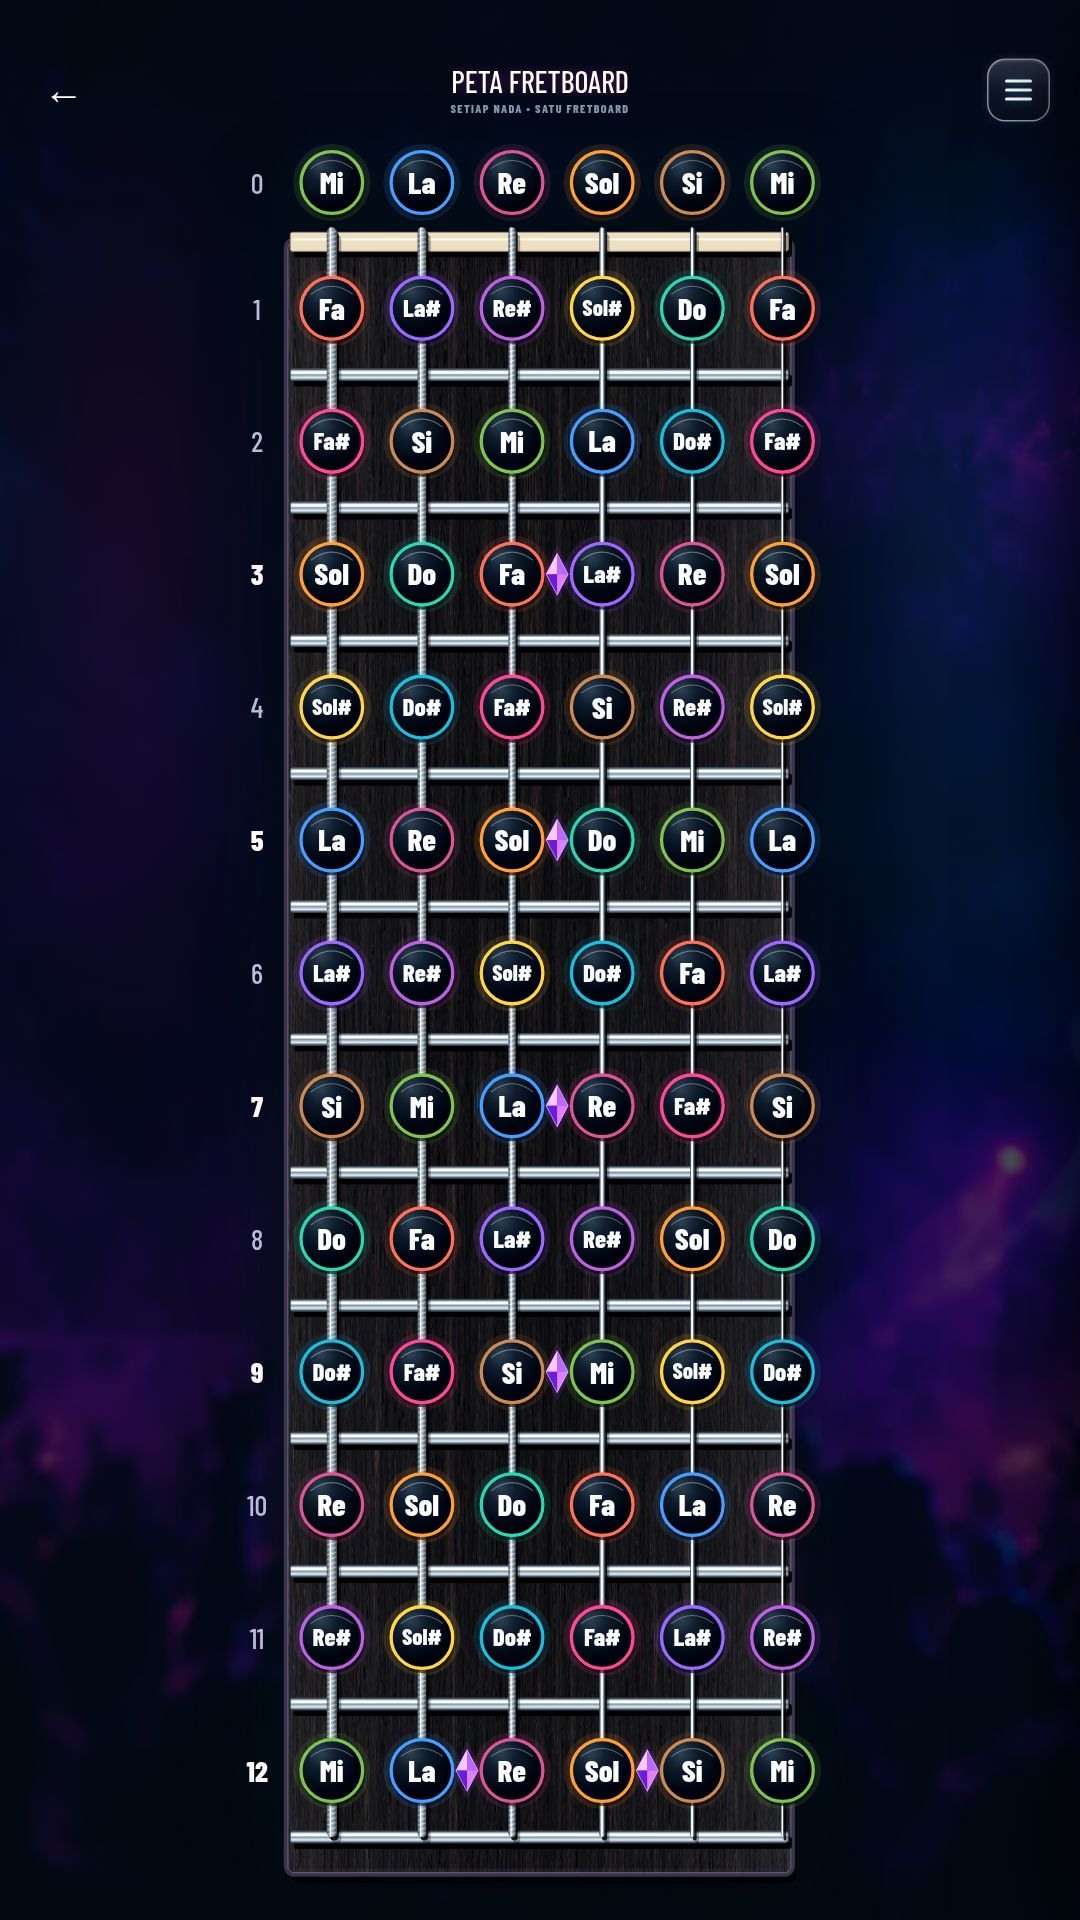 ←
PETA FRETBOARD
SETIAP NADA • SATU FRETBOARD
0 Mi La Re Sol Si Mi
1 Fa La# Re# Sol# Do Fa
2 Fa# Si Mi La Do# Fa#
3 Sol Do Fa La# Re Sol
4 Sol# Do# Fa# Si Re# Sol#
5 La Re Sol Do Mi La
6 La# Re# Sol# Do# Fa La#
7 Si Mi La Re Fa# Si
8 Do Fa La# Re# Sol Do
9 Do# Fa# Si Mi Sol# Do#
10 Re Sol Do Fa La Re
11 Re# Sol# Do# Fa# La# Re#
12 Mi La Re Sol Si Mi